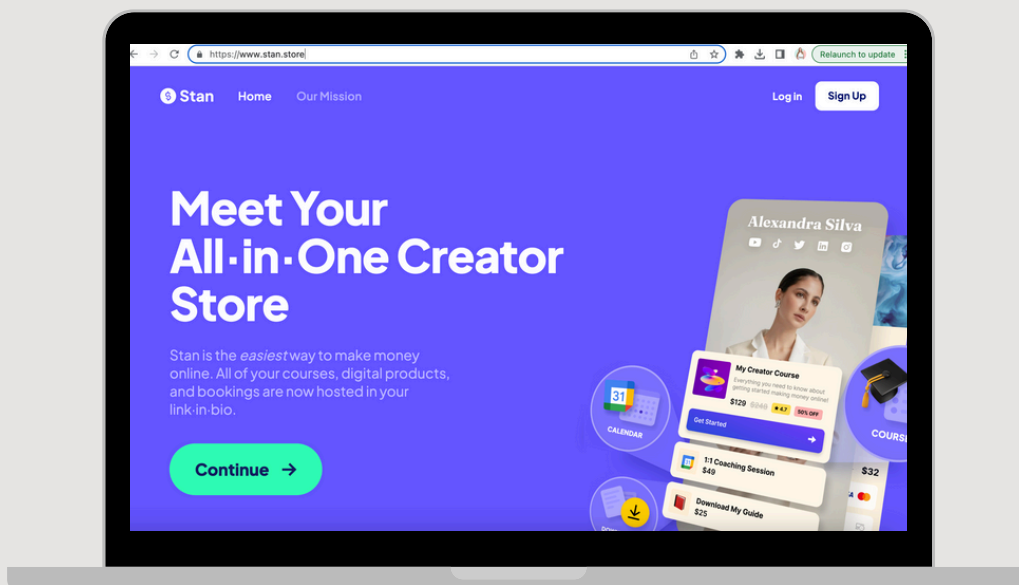 https://www.stan.store
Relaunch to update
Stan
Home
Our Mission
Log in
Sign Up
Meet Your
All·in·One Creator
Store
Stan is the easiest way to make money
online. All of your courses, digital products,
and bookings are now hosted in your
link·in·bio.
Continue
Alexandra Silva
My Creator Course
Everything you need to know about
getting started making money online!
$129 $249 4.7 50% OFF
Get Started
31
CALENDAR
1:1 Coaching Session
$49
Download My Guide
$25
$32